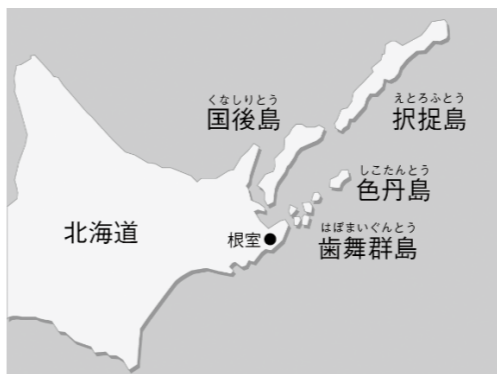 くなしりとう
国後島
えとろふとう
択捉島
しこたんとう
色丹島
はぼまいぐんとう
歯舞群島
北海道
根室